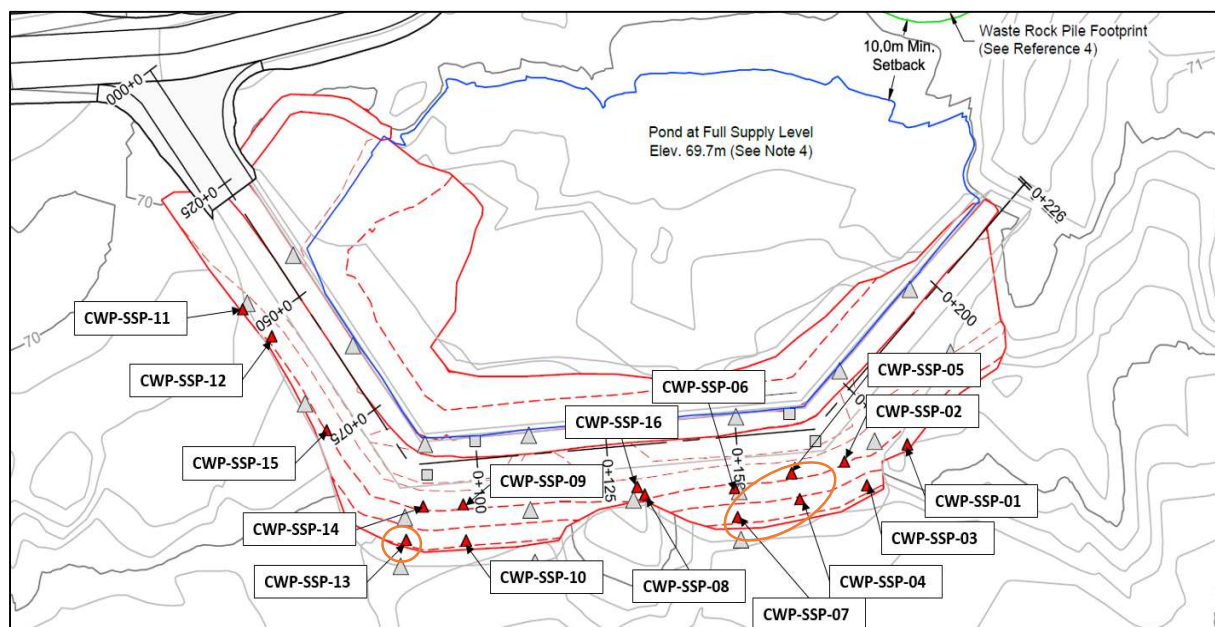 Waste Rock Pile Footprint
(See Reference 4)
10.0m Min.
Setback
71
0+000
Pond at Full Supply Level
Elev. 69.7m (See Note 4)
70
0+025
0+226
0+050
0+200
CWP-SSP-11
70
CWP-SSP-12
CWP-SSP-06
CWP-SSP-05
CWP-SSP-16
CWP-SSP-02
0+075
CWP-SSP-15
CWP-SSP-09
0+100
0+125
CWP-SSP-14
CWP-SSP-01
CWP-SSP-03
CWP-SSP-13
CWP-SSP-10
CWP-SSP-08
CWP-SSP-04
CWP-SSP-07